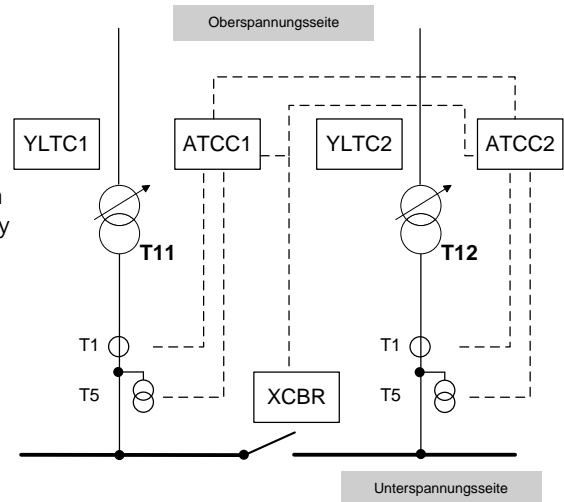 Oberspannungsseite
YLTC1
ATCC1
YLTC2
ATCC2
y
T11
T12
T1
T1
T5
T5
XCBR
Unterspannungsseite